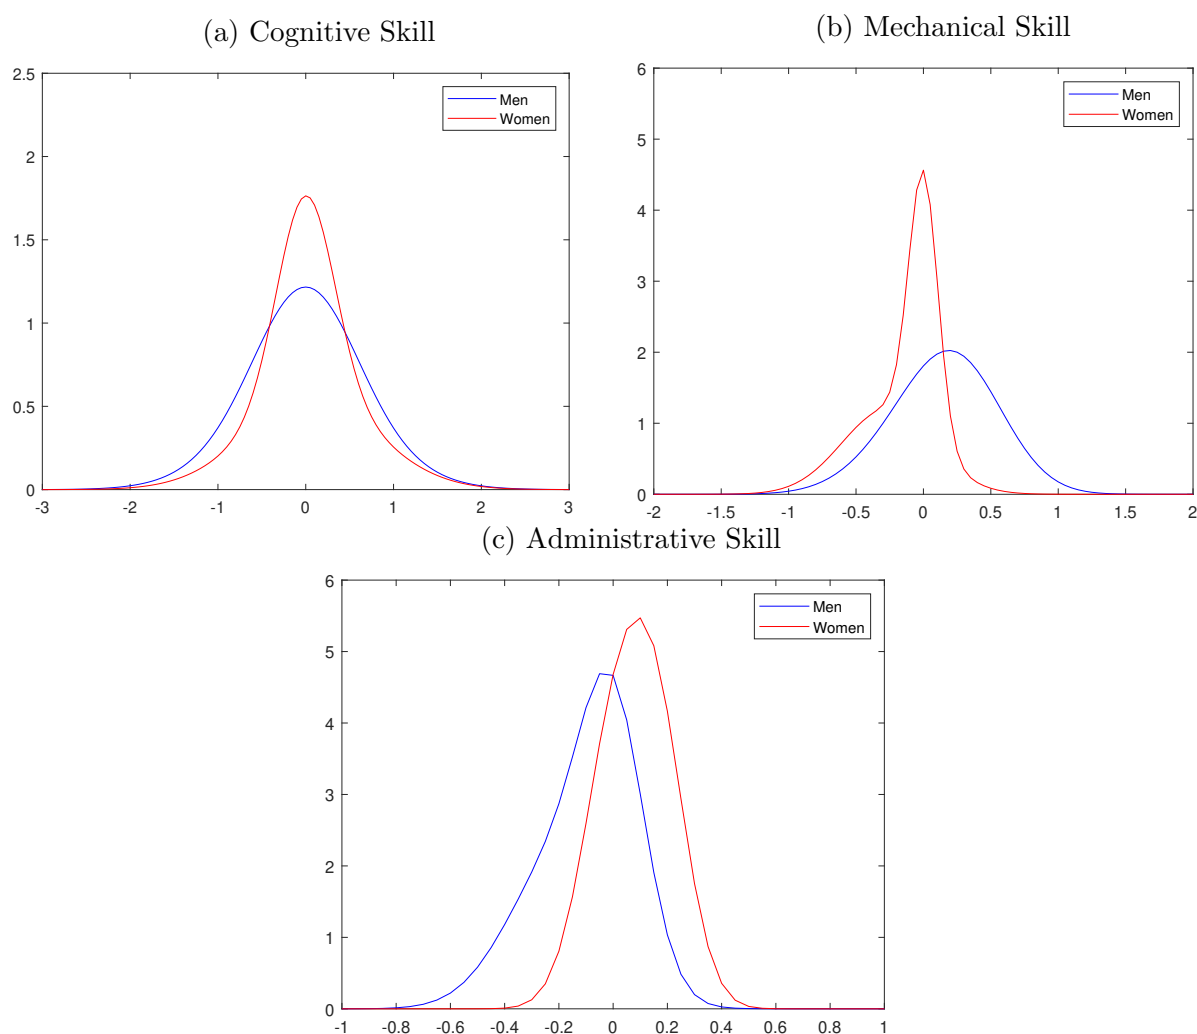 (a) Cognitive Skill
2.5
2
1.5
1
0.5
0
-3 -2 -1 0 1 2 3
Men
Women
(b) Mechanical Skill
6
5
4
3
2
1
0
-2 -1.5 -1 -0.5 0 0.5 1 1.5 2
Men
Women
(c) Administrative Skill
6
5
4
3
2
1
0
-1 -0.8 -0.6 -0.4 -0.2 0 0.2 0.4 0.6 0.8 1
Men
Women